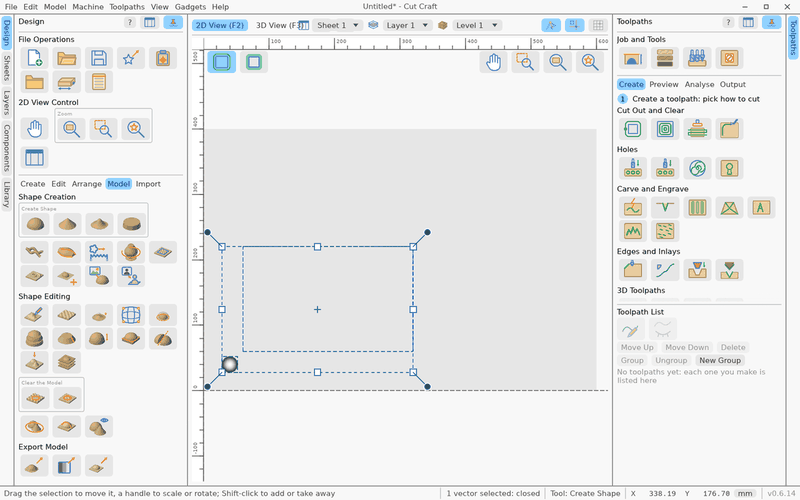 Untitled* - Cut Craft
File Edit Model Machine Toolpaths View Gadgets Help
Design ?
File Operations
2D View Control
Zoom
Create Edit Arrange Model Import
Shape Creation
Create Shape
Shape Editing
Clear the Model
Export Model
Design
Sheets
Layers
Components
Library
2D View (F2) 3D View (F3) Sheet 1 Layer 1 Level 1
100 200 300 400 500 600
500
400
300
200
100
0
-100
Toolpaths ?
Job and Tools
Create Preview Analyse Output
1 Create a toolpath: pick how to cut
Cut Out and Clear
Holes
Carve and Engrave
Edges and Inlays
3D Toolpaths
Toolpath List
Move Up Move Down Delete
Group Ungroup New Group
No toolpaths yet; each one you make is
listed here
Toolpaths
Drag the selection to move it, a handle to scale or rotate; Shift-click to add or take away
1 vector selected: closed Tool: Create Shape X 338.19 Y 176.70 mm v0.6.14